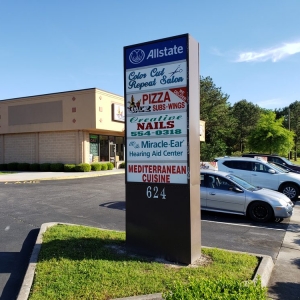 Allstate
Color Cut
Repeat Salon
PIZZA
SUBS·WINGS
Creative
NAILS
554-0318
Miracle-Ear
Hearing Aid Center
MEDITERRANEAN
CUISINE
624